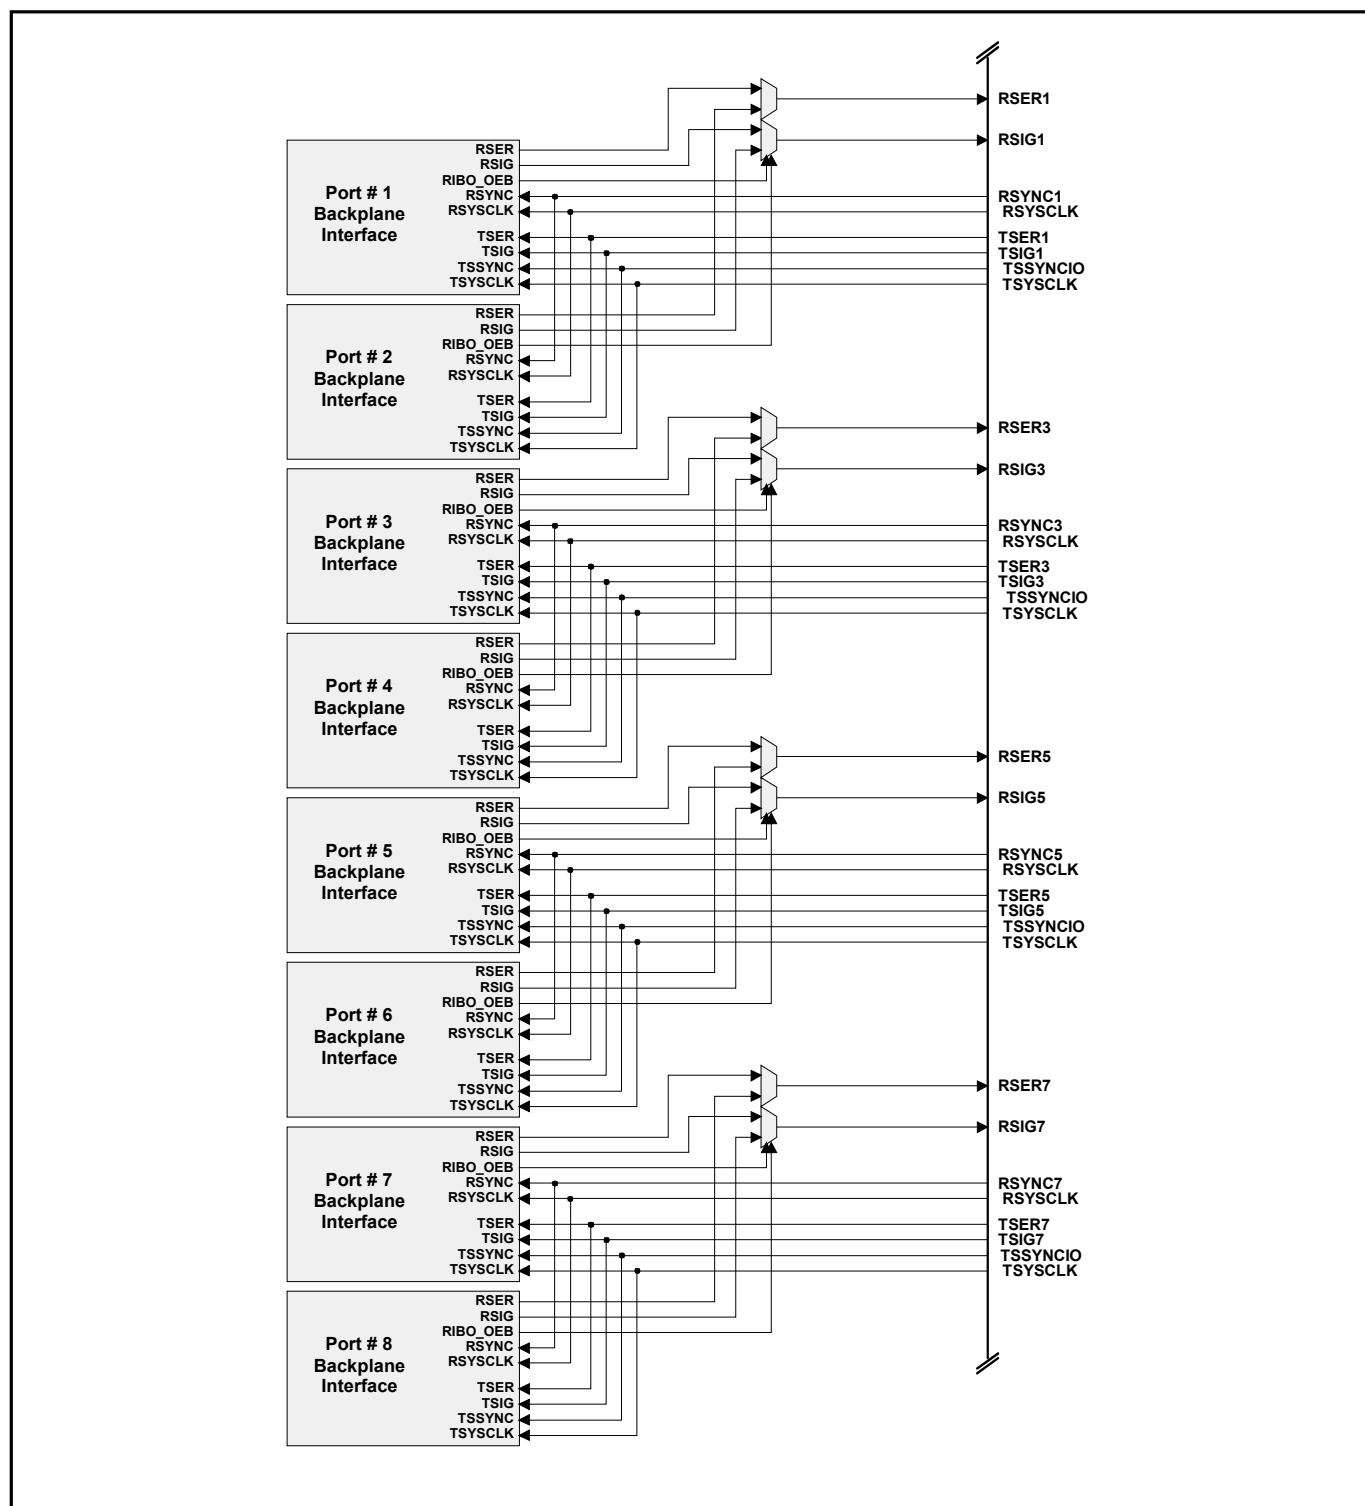 RSER1
RSIG1
RSER
RSIG
RIBO_OEB
RSYNC
RSYSCLK
TSER
TSIG
TSSYNC
TSYSCLK
Port # 1
Backplane
Interface
RSYNC1
RSYSCLK
TSER1
TSIG1
TSSYNCIO
TSYSCLK
RSER
RSIG
RIBO_OEB
RSYNC
RSYSCLK
TSER
TSIG
TSSYNC
TSYSCLK
Port # 2
Backplane
Interface
RSER3
RSIG3
RSER
RSIG
RIBO_OEB
RSYNC
RSYSCLK
TSER
TSIG
TSSYNC
TSYSCLK
Port # 3
Backplane
Interface
RSYNC3
RSYSCLK
TSER3
TSIG3
TSSYNCIO
TSYSCLK
RSER
RSIG
RIBO_OEB
RSYNC
RSYSCLK
TSER
TSIG
TSSYNC
TSYSCLK
Port # 4
Backplane
Interface
RSER5
RSIG5
RSER
RSIG
RIBO_OEB
RSYNC
RSYSCLK
TSER
TSIG
TSSYNC
TSYSCLK
Port # 5
Backplane
Interface
RSYNC5
RSYSCLK
TSER5
TSIG5
TSSYNCIO
TSYSCLK
RSER
RSIG
RIBO_OEB
RSYNC
RSYSCLK
TSER
TSIG
TSSYNC
TSYSCLK
Port # 6
Backplane
Interface
RSER7
RSIG7
RSER
RSIG
RIBO_OEB
RSYNC
RSYSCLK
TSER
TSIG
TSSYNC
TSYSCLK
Port # 7
Backplane
Interface
RSYNC7
RSYSCLK
TSER7
TSIG7
TSSYNCIO
TSYSCLK
RSER
RSIG
RIBO_OEB
RSYNC
RSYSCLK
TSER
TSIG
TSSYNC
TSYSCLK
Port # 8
Backplane
Interface